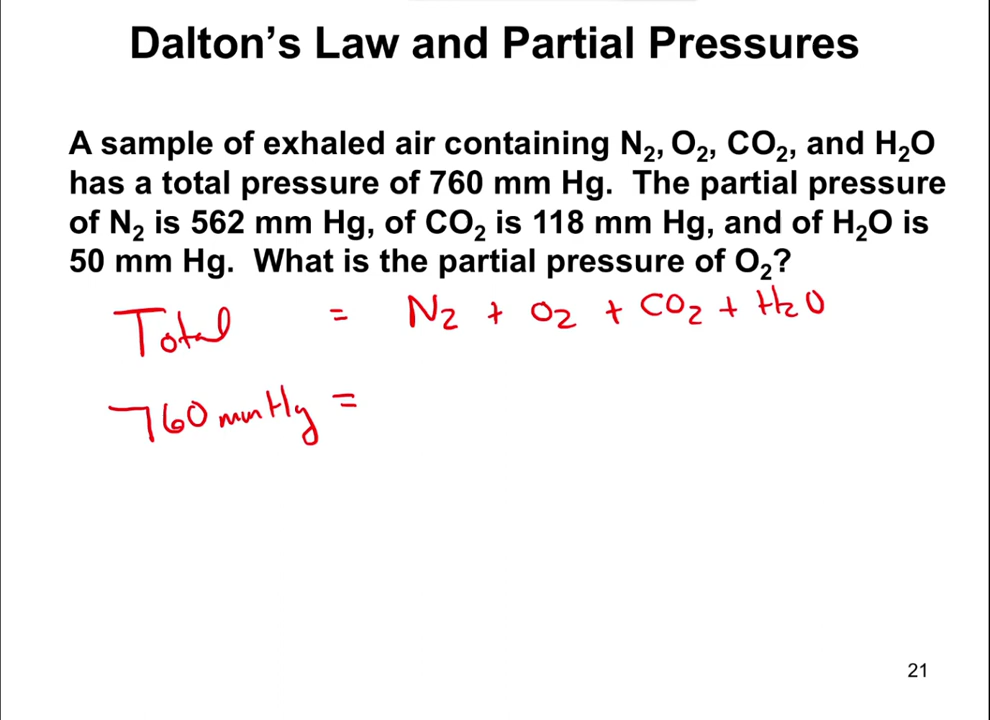 Dalton's Law and Partial Pressures
A sample of exhaled air containing N₂, O₂, CO₂, and H₂O
has a total pressure of 760 mm Hg. The partial pressure
of N₂ is 562 mm Hg, of CO₂ is 118 mm Hg, and of H₂O is
50 mm Hg. What is the partial pressure of O₂?
Total = N₂ + O₂ + CO₂ + H₂O
760 mmHg =
21